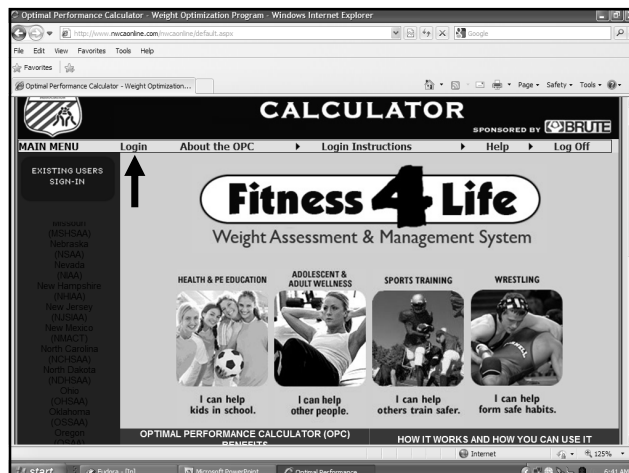 Optimal Performance Calculator - Weight Optimization Program - Windows Internet Explorer
http://www.nwcaonline.com/nwcaonline/default.aspx
Google
File Edit View Favorites Tools Help
Favorites
Optimal Performance Calculator - Weight Optimization...
Page Safety Tools
CALCULATOR
SPONSORED BY BRUTE
MAIN MENU Login About the OPC Login Instructions Help Log Off
EXISTING USERS
SIGN-IN
(MSHSAA)
Nebraska
(NSAA)
Nevada
(NIAA)
New Hampshire
(NHIAA)
New Jersey
(NJSIAA)
New Mexico
(NMACT)
North Carolina
(NCHSAA)
North Dakota
(NDHSAA)
Ohio
(OHSAA)
Oklahoma
(OSSAA)
Oregon
(OSAA)
Fitness 4 Life
Weight Assessment & Management System
HEALTH & PE EDUCATION
I can help
kids in school.
ADOLESCENT &
ADULT WELLNESS
I can help
other people.
SPORTS TRAINING
I can help
others train safer.
WRESTLING
I can help
form safe habits.
OPTIMAL PERFORMANCE CALCULATOR (OPC)
BENEFITS
HOW IT WORKS AND HOW YOU CAN USE IT
Internet
125%
start
Eudora - [In]
Microsoft PowerPoint
Optimal Performance
6:41 AM